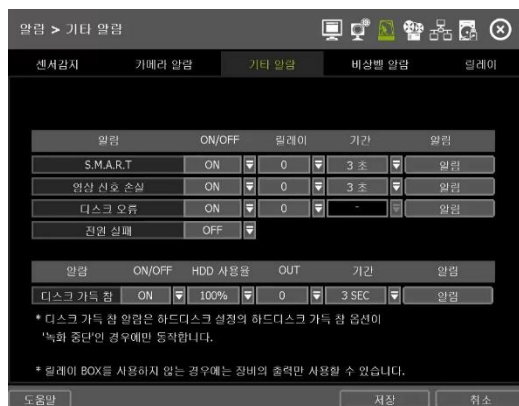 알람 > 기타 알람
센서감지 카메라 알람 기타 알람 비상벨 알람 릴레이
알람 ON/OFF 릴레이 기간 알림
S.M.A.R.T ON 0 3 초 알림
영상 신호 손실 ON 0 3 초 알림
디스크 오류 ON 0 - 알림
전원 실패 OFF
알람 ON/OFF HDD 사용율 OUT 기간 알림
디스크 가득 참 ON 100% 0 3 SEC 알림
* 디스크 가득 참 알람은 하드디스크 설정의 하드디스크 가득 참 옵션이
'녹화 중단'인 경우에만 동작합니다.
* 릴레이 BOX를 사용하지 않는 경우에는 장비의 출력만 사용할 수 있습니다.
도움말 저장 취소